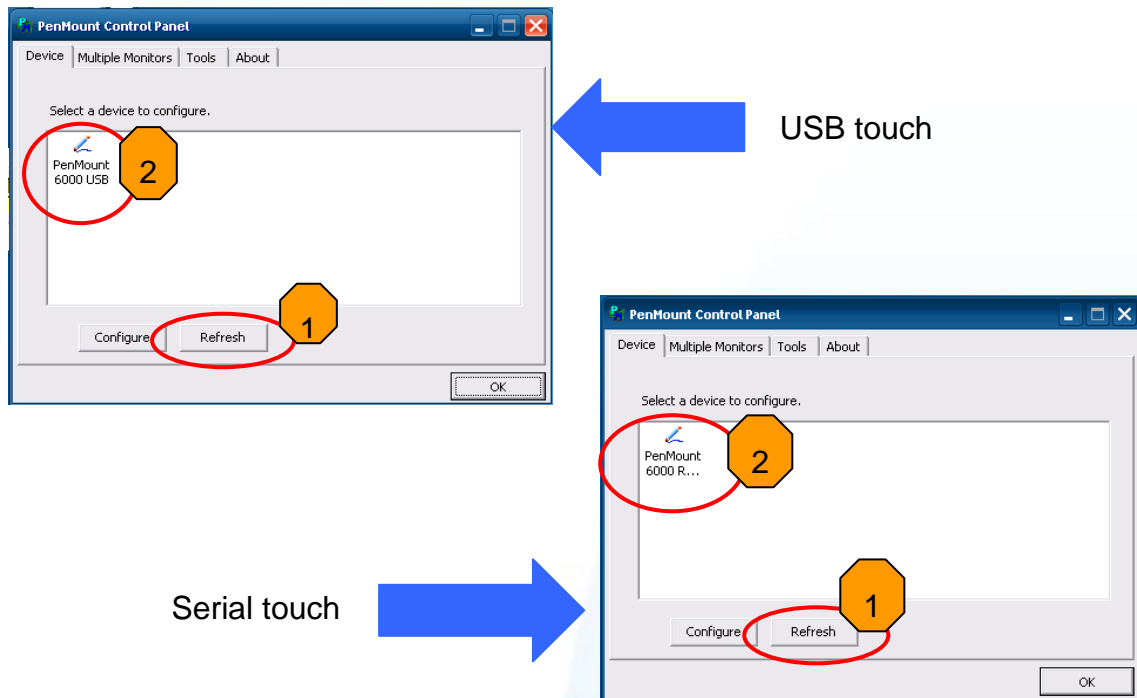 PenMount Control Panel
Device Multiple Monitors Tools About
Select a device to configure.
PenMount
6000 USB
2
Configure Refresh
1
OK
USB touch
PenMount Control Panel
Device Multiple Monitors Tools About
Select a device to configure.
PenMount
6000 R...
2
Configure Refresh
1
OK
Serial touch